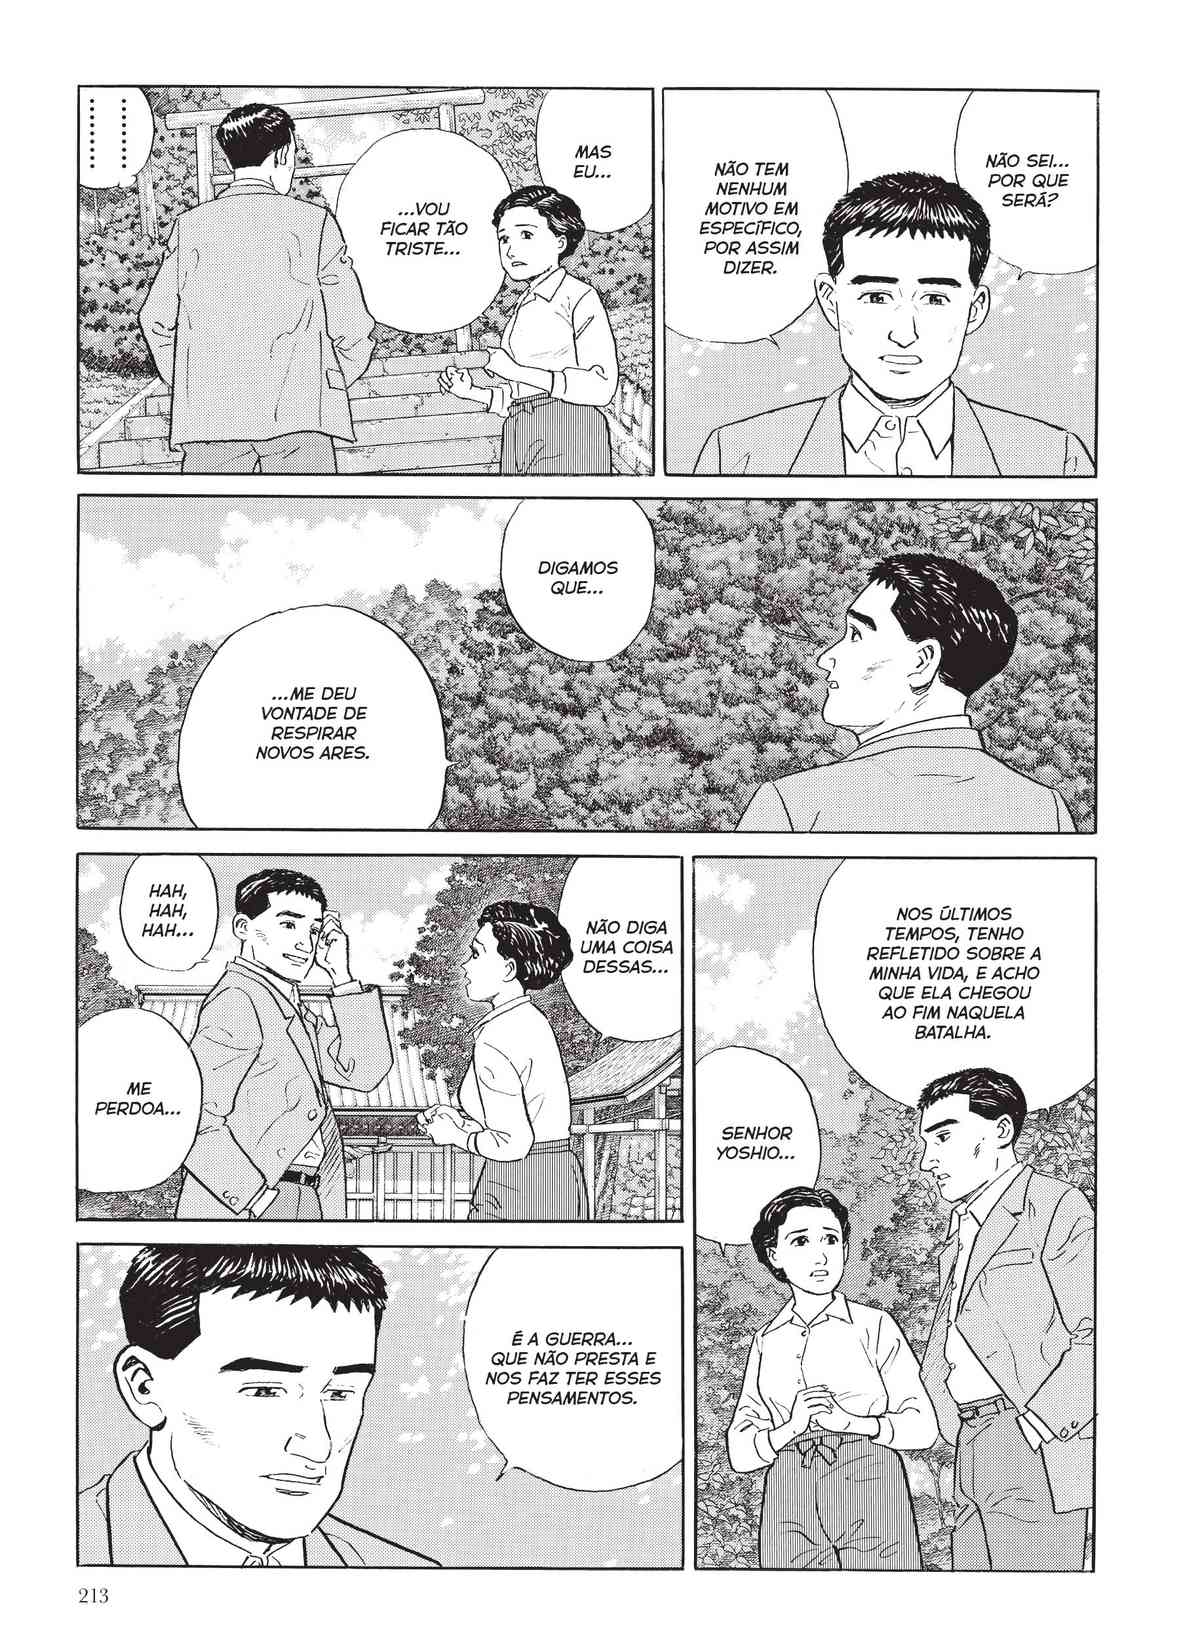 NÃO SEI...
POR QUE
SERÁ?
NÃO TEM
NENHUM
MOTIVO EM
ESPECÍFICO,
POR ASSIM
DIZER.
MAS
EU...
...VOU
FICAR TÃO
TRISTE...
DIGAMOS
QUE...
...ME DEU
VONTADE DE
RESPIRAR
NOVOS ARES.
NOS ÚLTIMOS
TEMPOS, TENHO
REFLETIDO SOBRE A
MINHA VIDA, E ACHO
QUE ELA CHEGOU
AO FIM NAQUELA
BATALHA.
SENHOR
YOSHIO...
NÃO DIGA
UMA COISA
DESSAS...
HAH,
HAH,
HAH...
ME
PERDOA...
É A GUERRA...
QUE NÃO PRESTA E
NOS FAZ TER ESSES
PENSAMENTOS.
213